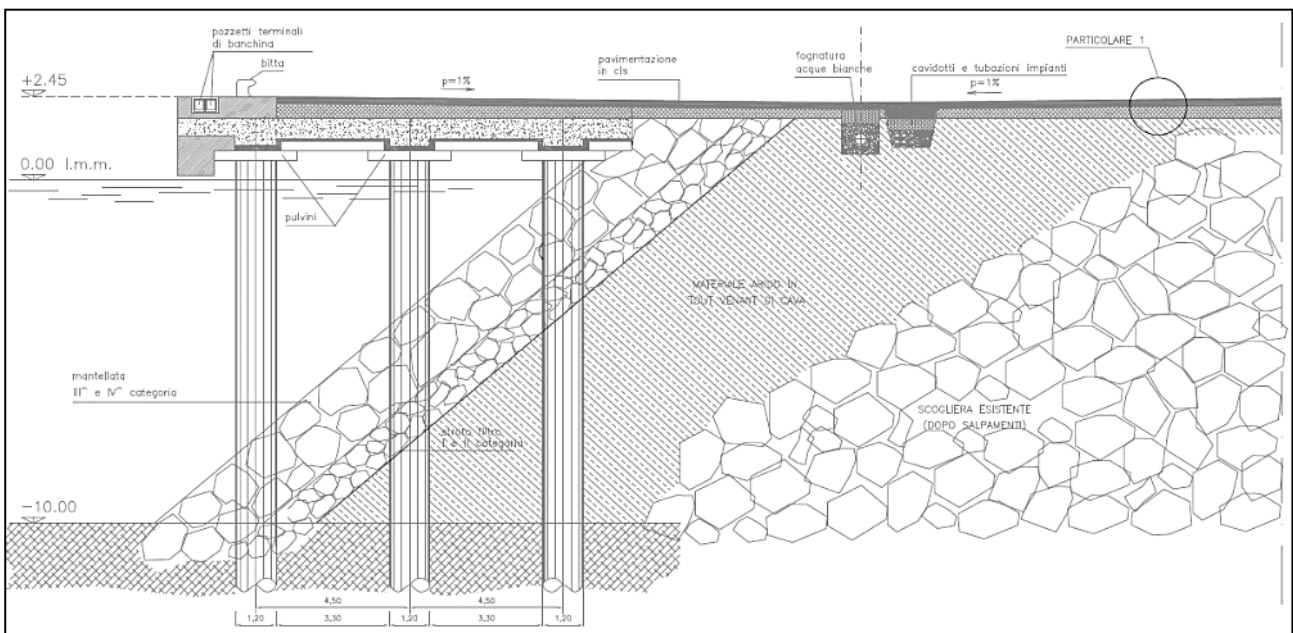 pozzetti terminali
di banchina
bitta
+2.45
p=1%
pavimentazione
in cls
fognatura
acque bianche
cavidotti e tubazioni impianti
p=1%
PARTICOLARE 1
0.00 l.m.m.
pulvini
MATERIALE ARIDO IN
TOUT VENANT DI CAVA
mantellata
III^ e IV^ categoria
strato filtro
I e II categoria
SCOGLIERA ESISTENTE
(DOPO SALPAMENTI)
-10.00
4,50
4,50
1,20
3,30
1,20
3,30
1,20